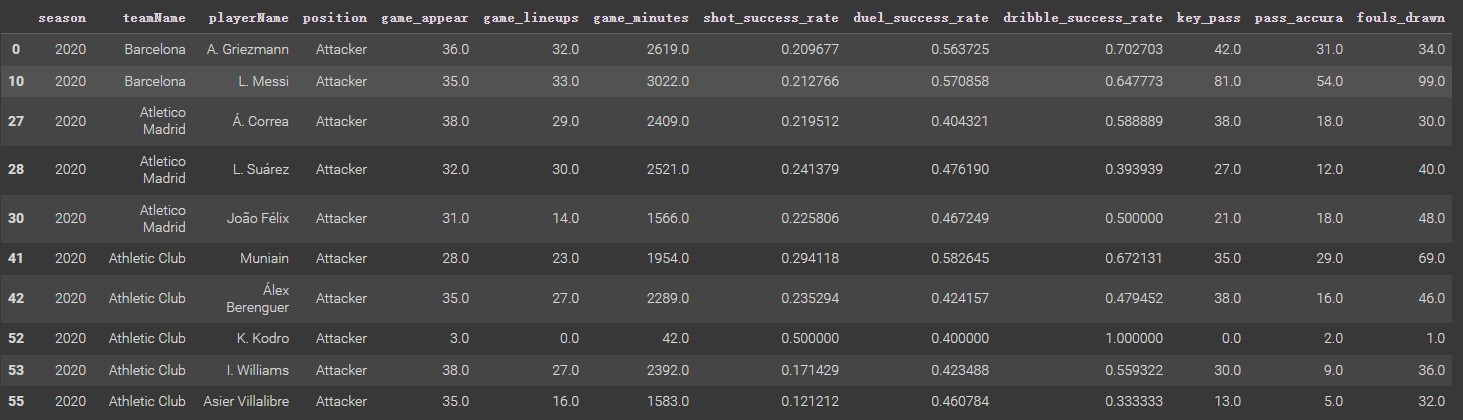 season teamName playerName position game_appear game_lineups game_minutes shot_success_rate duel_success_rate dribble_success_rate key_pass pass_accura fouls_drawn
0 2020 Barcelona A. Griezmann Attacker 36.0 32.0 2619.0 0.209677 0.563725 0.702703 42.0 31.0 34.0
10 2020 Barcelona L. Messi Attacker 35.0 33.0 3022.0 0.212766 0.570858 0.647773 81.0 54.0 99.0
27 2020 Atletico
Madrid Á. Correa Attacker 38.0 29.0 2409.0 0.219512 0.404321 0.588889 38.0 18.0 30.0
28 2020 Atletico
Madrid L. Suárez Attacker 32.0 30.0 2521.0 0.241379 0.476190 0.393939 27.0 12.0 40.0
30 2020 Atletico
Madrid João Félix Attacker 31.0 14.0 1566.0 0.225806 0.467249 0.500000 21.0 18.0 48.0
41 2020 Athletic Club Muniain Attacker 28.0 23.0 1954.0 0.294118 0.582645 0.672131 35.0 29.0 69.0
42 2020 Athletic Club Álex
Berenguer Attacker 35.0 27.0 2289.0 0.235294 0.424157 0.479452 38.0 16.0 46.0
52 2020 Athletic Club K. Kodro Attacker 3.0 0.0 42.0 0.500000 0.400000 1.000000 0.0 2.0 1.0
53 2020 Athletic Club I. Williams Attacker 38.0 27.0 2392.0 0.171429 0.423488 0.559322 30.0 9.0 36.0
55 2020 Athletic Club Asier Villalibre Attacker 35.0 16.0 1583.0 0.121212 0.460784 0.333333 13.0 5.0 32.0